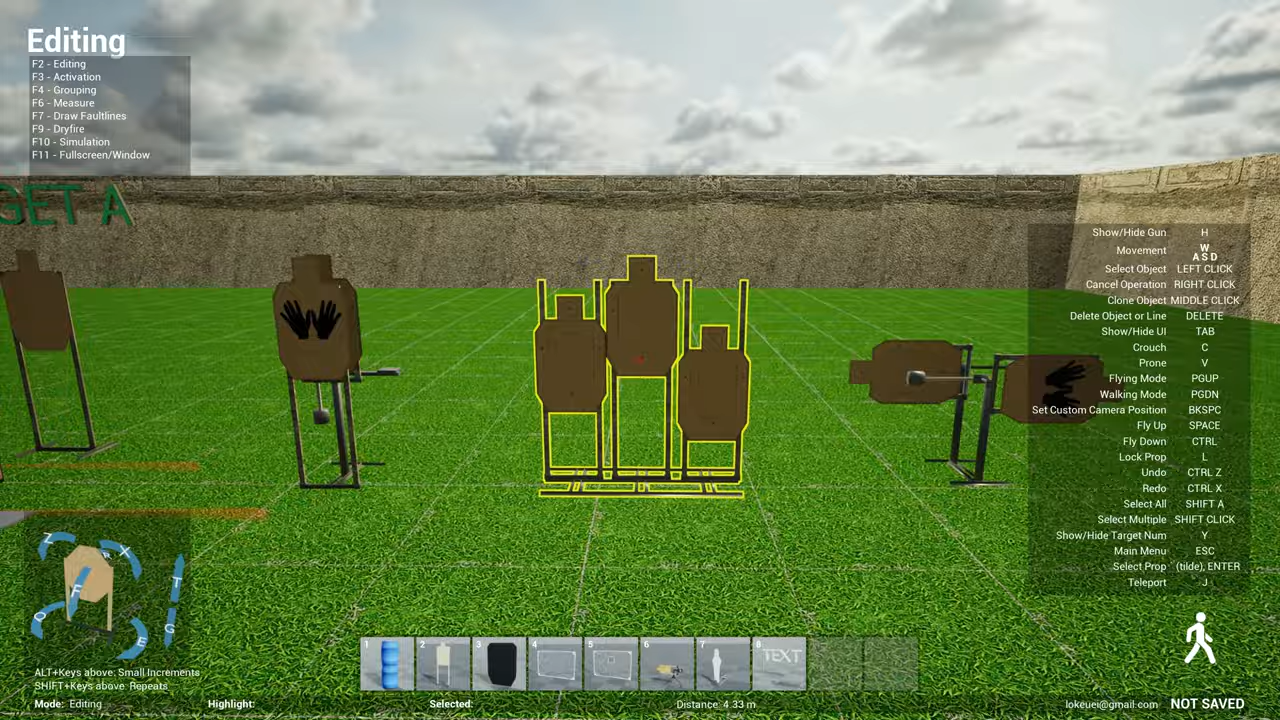 Editing
F2 - Editing
F3 - Activation
F4 - Grouping
F6 - Measure
F7 - Draw Faultlines
F9 - Dryfire
F10 - Simulation
F11 - Fullscreen/Window
GET A
Show/Hide Gun H
Movement W A S D
Select Object LEFT CLICK
Cancel Operation RIGHT CLICK
Clone Object MIDDLE CLICK
Delete Object or Line DELETE
Show/Hide UI TAB
Crouch C
Prone V
Flying Mode PGUP
Walking Mode PGDN
Set Custom Camera Position BKSPC
Fly Up SPACE
Fly Down CTRL
Lock Prop L
Undo CTRL Z
Redo CTRL X
Select All SHIFT A
Select Multiple SHIFT CLICK
Show/Hide Target Num Y
Main Menu ESC
Select Prop (tilde), ENTER
Teleport J
Z R X
F T
Q E G
1 2 3 4 5 6 7 8 TEXT
ALT+Keys above: Small Increments
SHIFT+Keys above: Repeats
Mode: Editing Highlight: Selected: Distance: 4.33 m lokeuei@gmail.com NOT SAVED